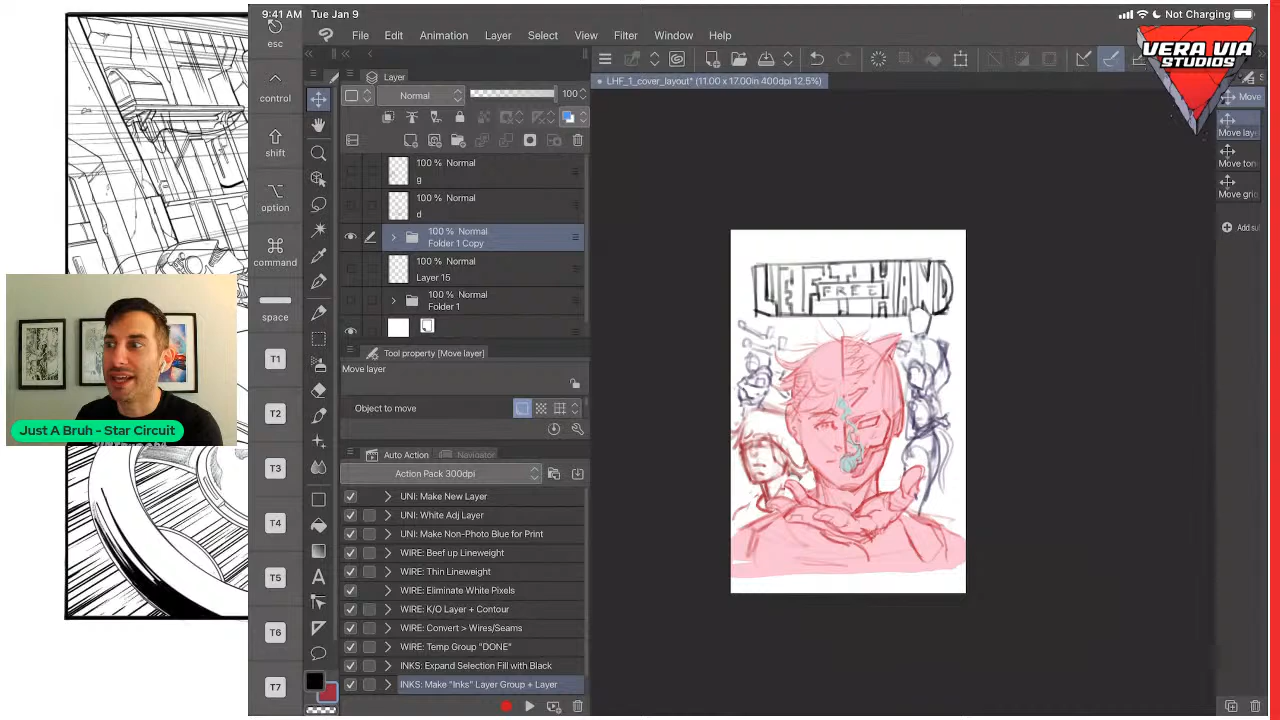 9:41 AM Tue Jan 9
Not Charging
esc
File Edit Animation Layer Select View Filter Window Help
VERA VIA
STUDIOS
control
shift
option
command
space
T1
T2
T3
T4
T5
T6
T7
Layer
Normal
100
100 % Normal
g
100 % Normal
d
100 % Normal
Folder 1 Copy
100 % Normal
Layer 15
100 % Normal
Folder 1
Tool property [Move layer]
Move layer
Object to move
Auto Action
Navigator
Action Pack 300dpi
UNI: Make New Layer
UNI: White Adj Layer
UNI: Make Non-Photo Blue for Print
WIRE: Beef up Lineweight
WIRE: Thin Lineweight
WIRE: Eliminate White Pixels
WIRE: K/O Layer + Contour
WIRE: Convert > Wires/Seams
WIRE: Temp Group "DONE"
INKS: Expand Selection Fill with Black
INKS: Make "Inks" Layer Group + Layer
LHF_1_cover_layout* (11.00 x 17.00in 400dpi 12.5%)
LEFT HAND
FREE
S
Move
Move laye
Move ton
Move gri
Add su
Just A Bruh - Star Circuit